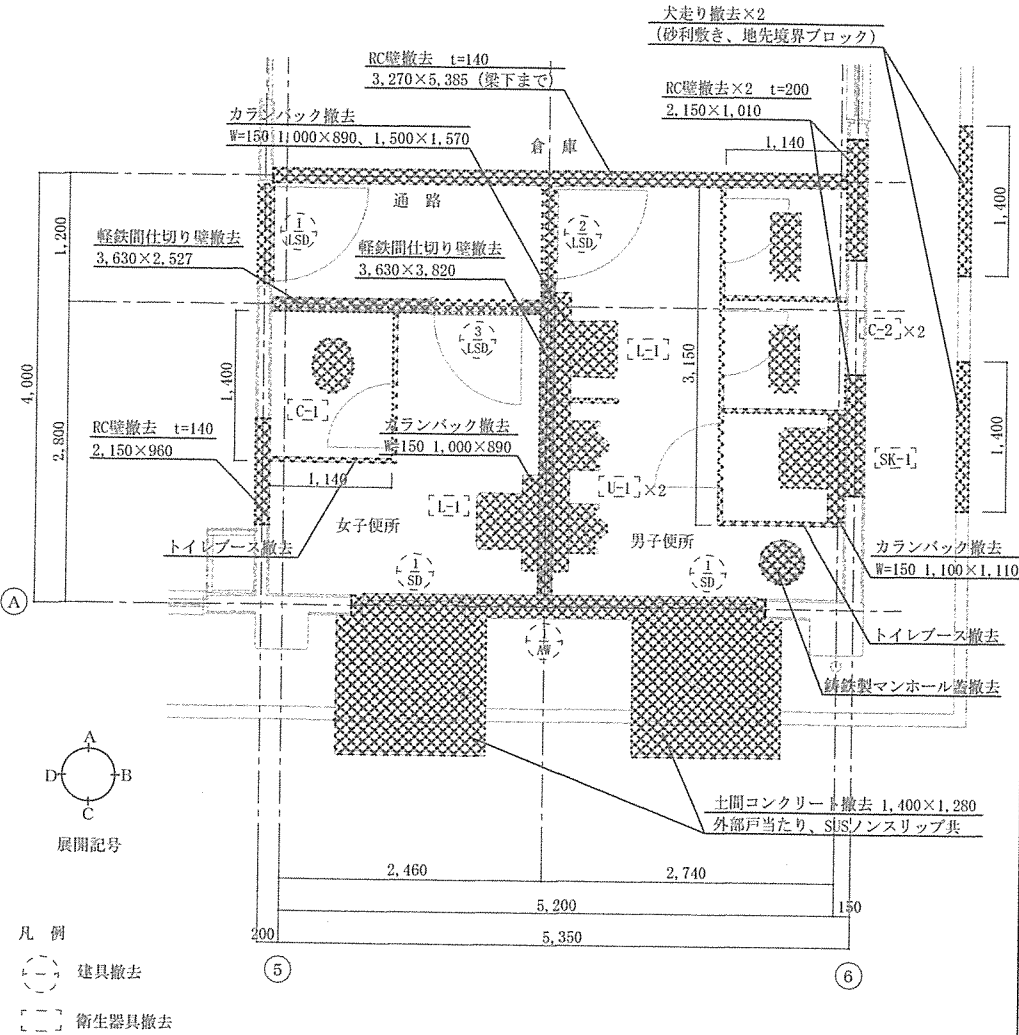 犬走り撤去×2
(砂利敷き、地先境界ブロック)
RC壁撤去 t=140
3,270×5,385 (梁下まで)
RC壁撤去×2 t=200
2,150×1,010
カランバック撤去
W=150 1,000×890、1,500×1,570
倉 庫
1,140
通 路
1
LSD
2
LSD
1,400
1,200
軽鉄間仕切り壁撤去
3,630×2,527
軽鉄間仕切り壁撤去
3,630×3,820
3
LSD
L-1
C-2 ×2
3,150
4,000
1,400
2,800
C-1
RC壁撤去 t=140
2,150×960
カランバック撤去
W=150 1,000×890
1,400
SK-1
1,140
L-1
U-1 ×2
女子便所
男子便所
トイレブース撤去
1
SD
1
SD
カランバック撤去
W=150 1,100×1,110
A
1
AW
トイレブース撤去
鋳鉄製マンホール蓋撤去
A
D
B
C
展開記号
土間コンクリート撤去 1,400×1,280
外部戸当たり、SUSノンスリップ共
2,460
2,740
5,200
150
200
5,350
5
6
凡 例
建具撤去
衛生器具撤去